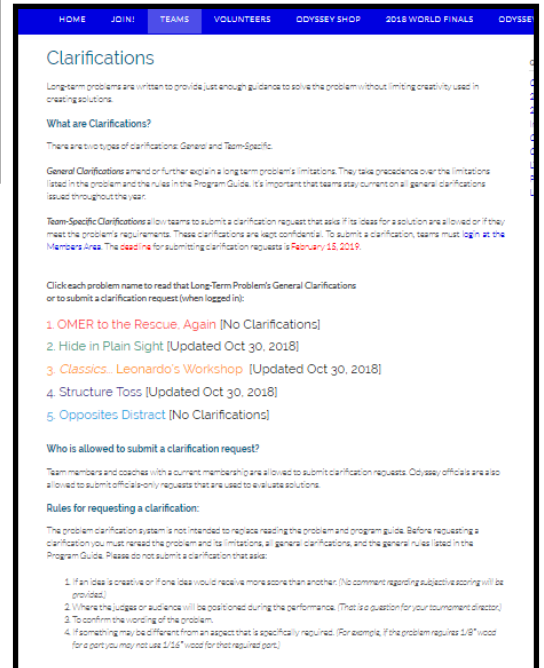 HOME JOIN! TEAMS VOLUNTEERS ODYSSEY SHOP 2018 WORLD FINALS ODYSSEY
Clarifications
Long-term problems are written to provide just enough guidance to solve the problem without limiting creativity used in
creating solutions.
What are Clarifications?
There are two types of clarifications: General and Team-Specific.
General Clarifications amend or further explain a long term problem's limitations. They take precedence over the limitations
listed in the problem and the rules in the Program Guide. It's important that teams stay current on all general clarifications
issued throughout the year.
Team-Specific Clarifications allow teams to submit a clarification request that asks if its ideas for a solution are allowed or if they
meet the problem's requirements. These clarifications are kept confidential. To submit a clarification, teams must login at the
Members Area. The deadline for submitting clarification requests is February 15, 2019.
Click each problem name to read that Long-Term Problem's General Clarifications
or to submit a clarification request (when logged in):
1. OMER to the Rescue, Again [No Clarifications]
2. Hide in Plain Sight [Updated Oct 30, 2018]
3. Classics... Leonardo's Workshop [Updated Oct 30, 2018]
4. Structure Toss [Updated Oct 30, 2018]
5. Opposites Distract [No Clarifications]
Who is allowed to submit a clarification request?
Team members and coaches with a current membership are allowed to submit clarification requests. Odyssey officials are also
allowed to submit officials-only requests that are used to evaluate solutions.
Rules for requesting a clarification:
The problem clarification system is not intended to replace reading the problem and program guide. Before requesting a
clarification you must reread the problem and its limitations, all general clarifications, and the general rules listed in the
Program Guide. Please do not submit a clarification that asks:
1. If an idea is creative or if one idea would receive more score than another. (No comment regarding subjective scoring will be
provided.)
2. Where the judges or audience will be positioned during the performance. (That is a question for your tournament director.)
3. To confirm the wording of the problem.
4. If something may be different from an aspect that is specifically required. (For example, if the problem requires 1/8" wood
for a part you may not use 1/16" wood for that required part.)